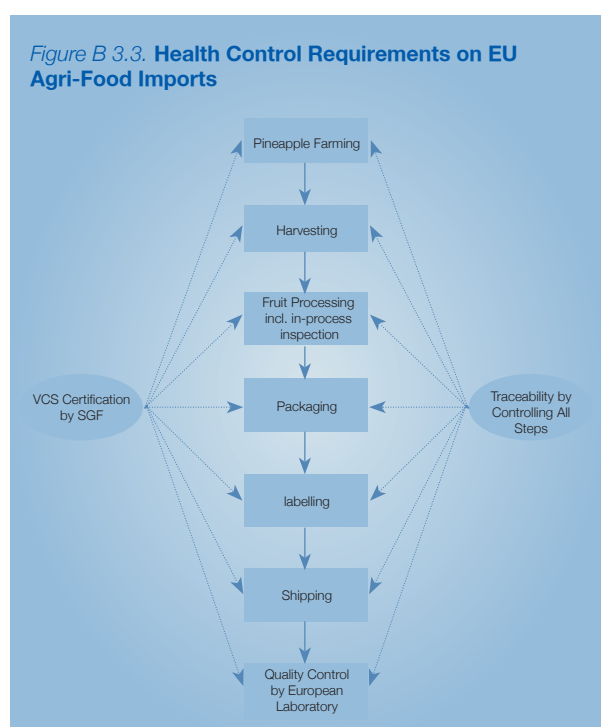 Figure B 3.3. Health Control Requirements on EU
Agri-Food Imports
Pineapple Farming
Harvesting
Fruit Processing
incl. in-process
inspection
VCS Certification
by SGF
Packaging
Traceability by
Controlling All
Steps
labelling
Shipping
Quality Control
by European
Laboratory